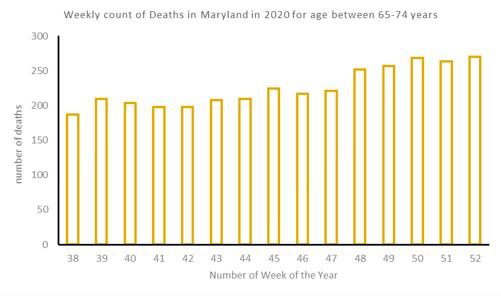 Weekly count of Deaths in Maryland in 2020 for age between 65-74 years
300
250
200
150
100
50
0
number of deaths
38 39 40 41 42 43 44 45 46 47 48 49 50 51 52
Number of Week of the Year